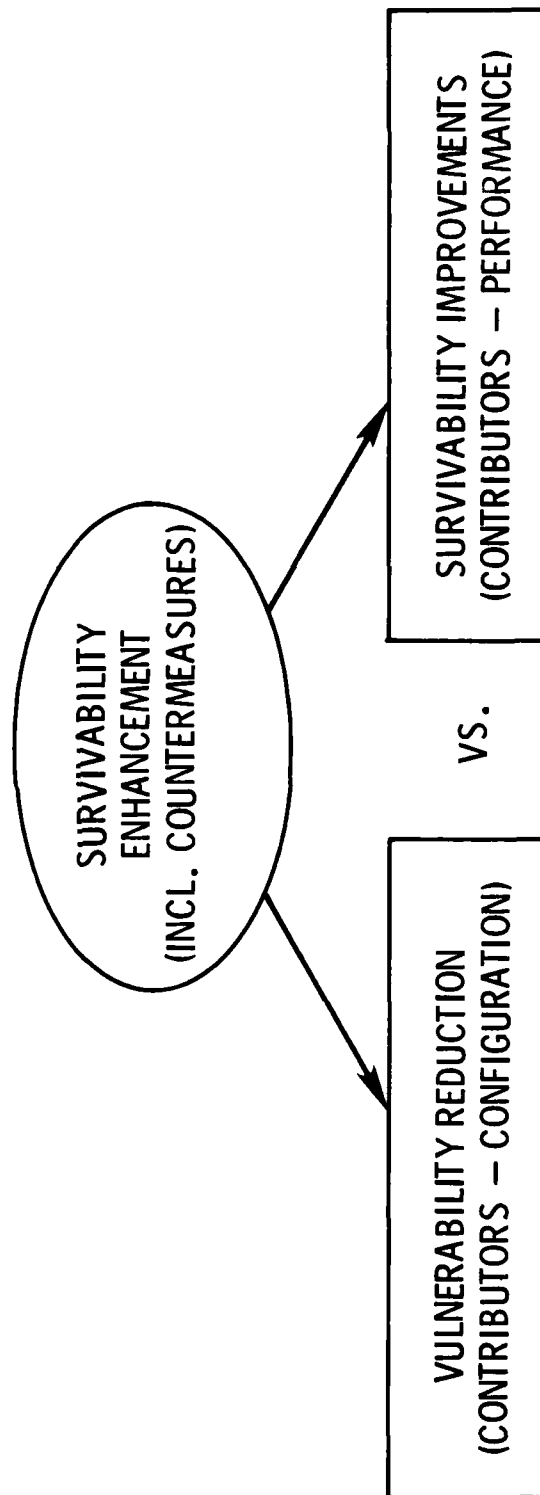 SURVIVABILITY
ENHANCEMENT
(INCL. COUNTERMEASURES)
VULNERABILITY REDUCTION
(CONTRIBUTORS — CONFIGURATION)
VS.
SURVIVABILITY IMPROVEMENTS
(CONTRIBUTORS — PERFORMANCE)